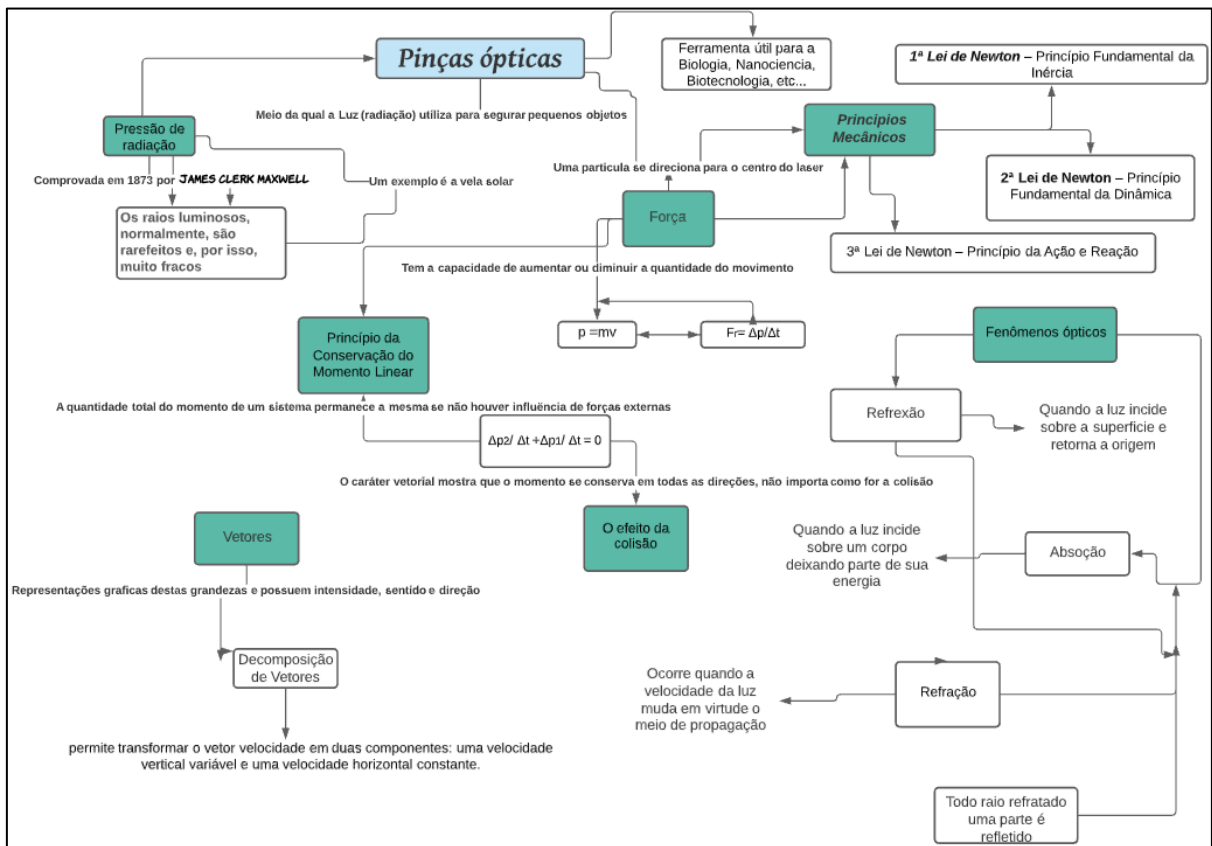 Pinças ópticas
Ferramenta útil para a
Biologia, Nanociencia,
Biotecnologia, etc...
1ª Lei de Newton – Princípio Fundamental da
Inércia
Meio da qual a Luz (radiação) utiliza para segurar pequenos objetos
Pressão de
radiação
Principios
Mecânicos
Comprovada em 1873 por JAMES CLERK MAXWELL
Um exemplo é a vela solar
Uma particula se direciona para o centro do laser
2ª Lei de Newton – Princípio
Fundamental da Dinâmica
Os raios luminosos,
normalmente, são
rarefeitos e, por isso,
muito fracos
Força
3ª Lei de Newton – Princípio da Ação e Reação
Tem a capacidade de aumentar ou diminuir a quantidade do movimento
Princípio da
Conservação do
Momento Linear
p =mv
Fr= Δp/Δt
Fenômenos ópticos
A quantidade total do momento de um sistema permanece a mesma se não houver influência de forças externas
Refrexão
Quando a luz incide
sobre a superficie e
retorna a origem
Δp2/ Δt +Δp1/ Δt = 0
O caráter vetorial mostra que o momento se conserva em todas as direções, não importa como for a colisão
Vetores
O efeito da
colisão
Quando a luz incide
sobre um corpo
deixando parte de sua
energia
Absoção
Representações graficas destas grandezas e possuem intensidade, sentido e direção
Decomposição
de Vetores
Ocorre quando a
velocidade da luz
muda em virtude o
meio de propagação
Refração
permite transformar o vetor velocidade em duas componentes: uma velocidade
vertical variável e uma velocidade horizontal constante.
Todo raio refratado
uma parte é
refletido